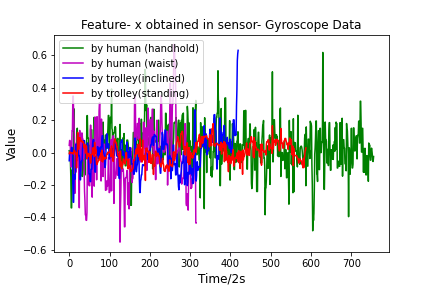 Feature- x obtained in sensor- Gyroscope Data
by human (handhold)
by human (waist)
by trolley(inclined)
by trolley(standing)
Value
0.6
0.4
0.2
0.0
−0.2
−0.4
−0.6
0 100 200 300 400 500 600 700
Time/2s